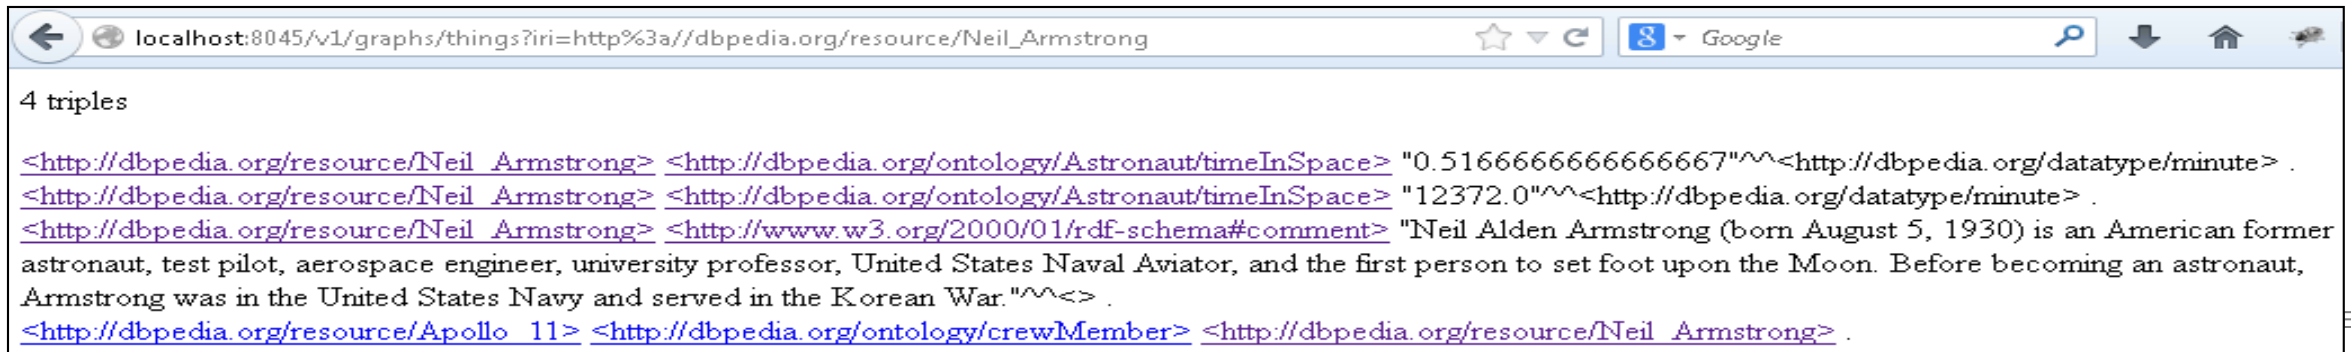 localhost:8045/v1/graphs/things?iri=http%3a//dbpedia.org/resource/Neil_Armstrong 8 Google
4 triples
<http://dbpedia.org/resource/Neil_Armstrong> <http://dbpedia.org/ontology/Astronaut/timeInSpace> "0.5166666666666667"^^<http://dbpedia.org/datatype/minute> .
<http://dbpedia.org/resource/Neil_Armstrong> <http://dbpedia.org/ontology/Astronaut/timeInSpace> "12372.0"^^<http://dbpedia.org/datatype/minute> .
<http://dbpedia.org/resource/Neil_Armstrong> <http://www.w3.org/2000/01/rdf-schema#comment> "Neil Alden Armstrong (born August 5, 1930) is an American former
astronaut, test pilot, aerospace engineer, university professor, United States Naval Aviator, and the first person to set foot upon the Moon. Before becoming an astronaut,
Armstrong was in the United States Navy and served in the Korean War."^^<> .
<http://dbpedia.org/resource/Apollo_11> <http://dbpedia.org/ontology/crewMember> <http://dbpedia.org/resource/Neil_Armstrong> .